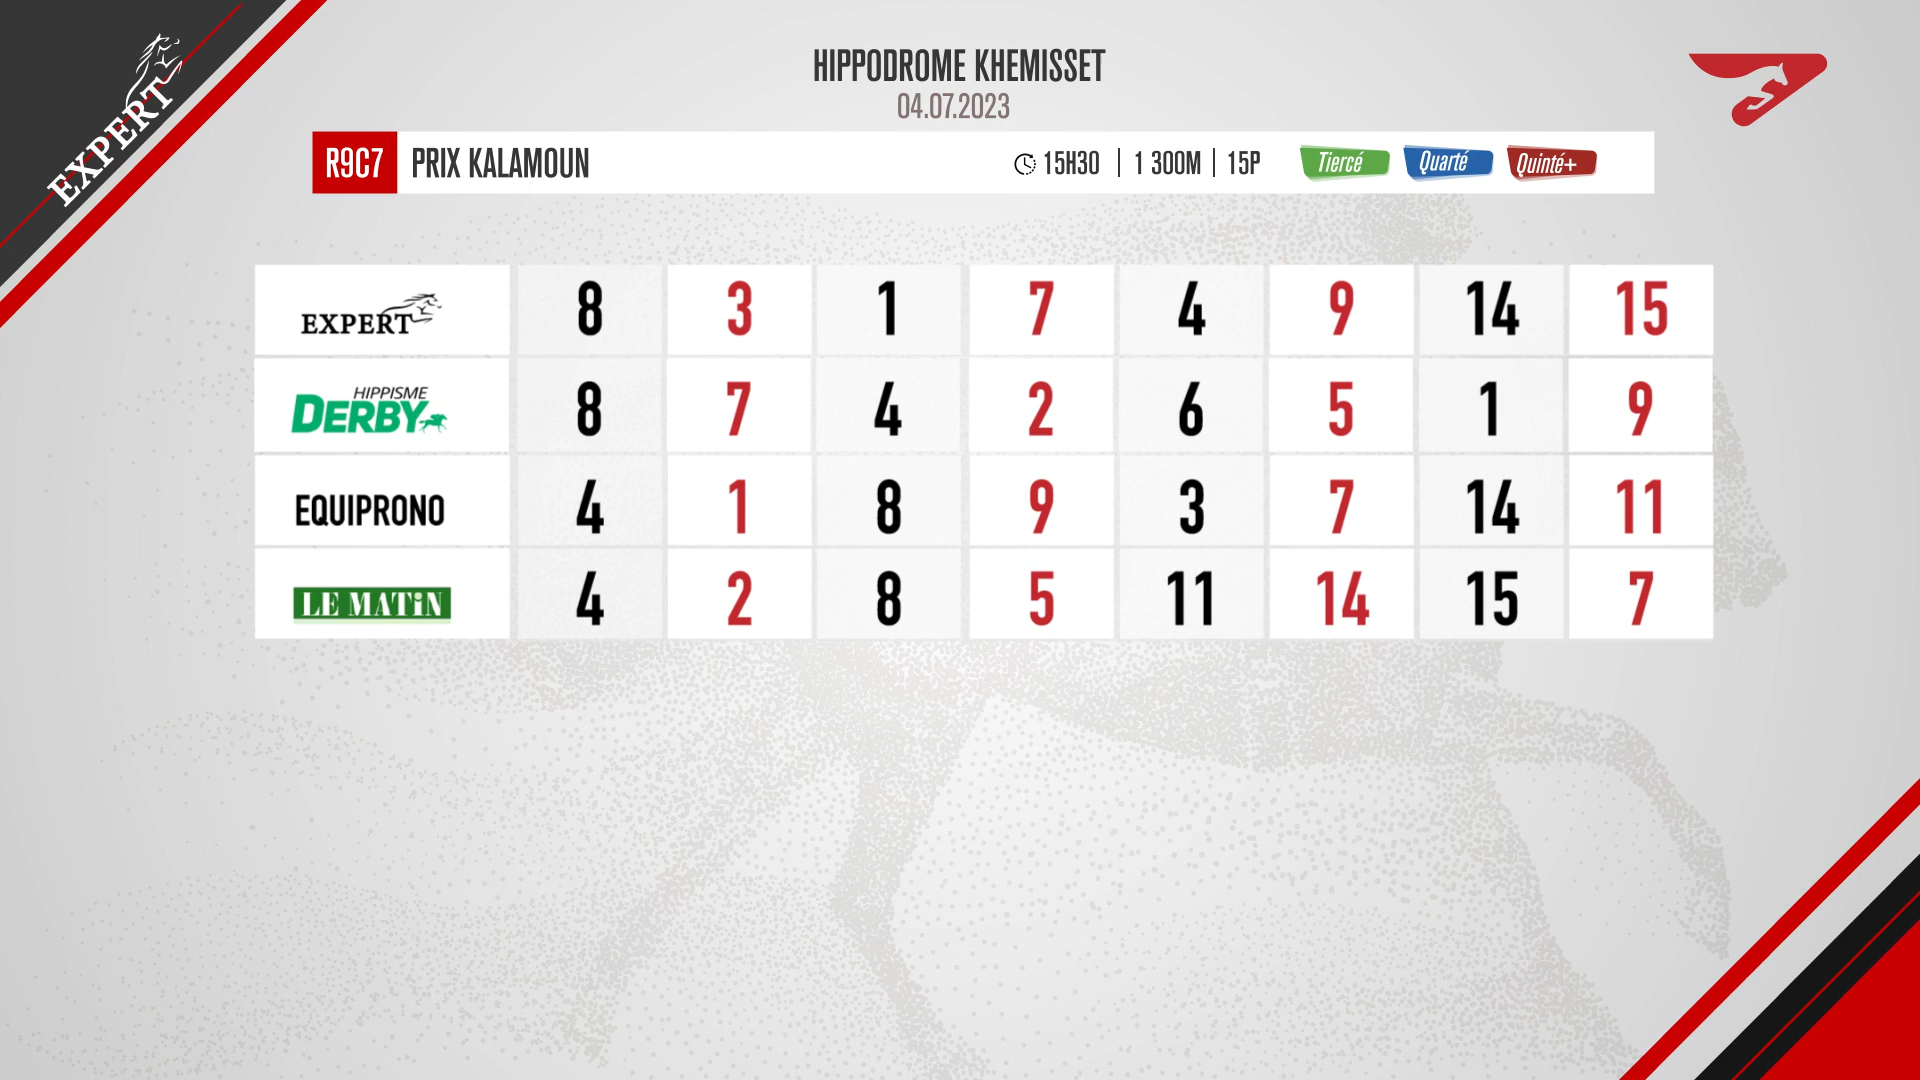 EXPERT
HIPPODROME KHEMISSET
04.07.2023
R9C7 PRIX KALAMOUN 15H30 | 1 300M | 15P Tiercé Quarté Quinté+
EXPERT 8 3 1 7 4 9 14 15
HIPPISME
DERBY 8 7 4 2 6 5 1 9
EQUIPRONO 4 1 8 9 3 7 14 11
LE MATiN 4 2 8 5 11 14 15 7